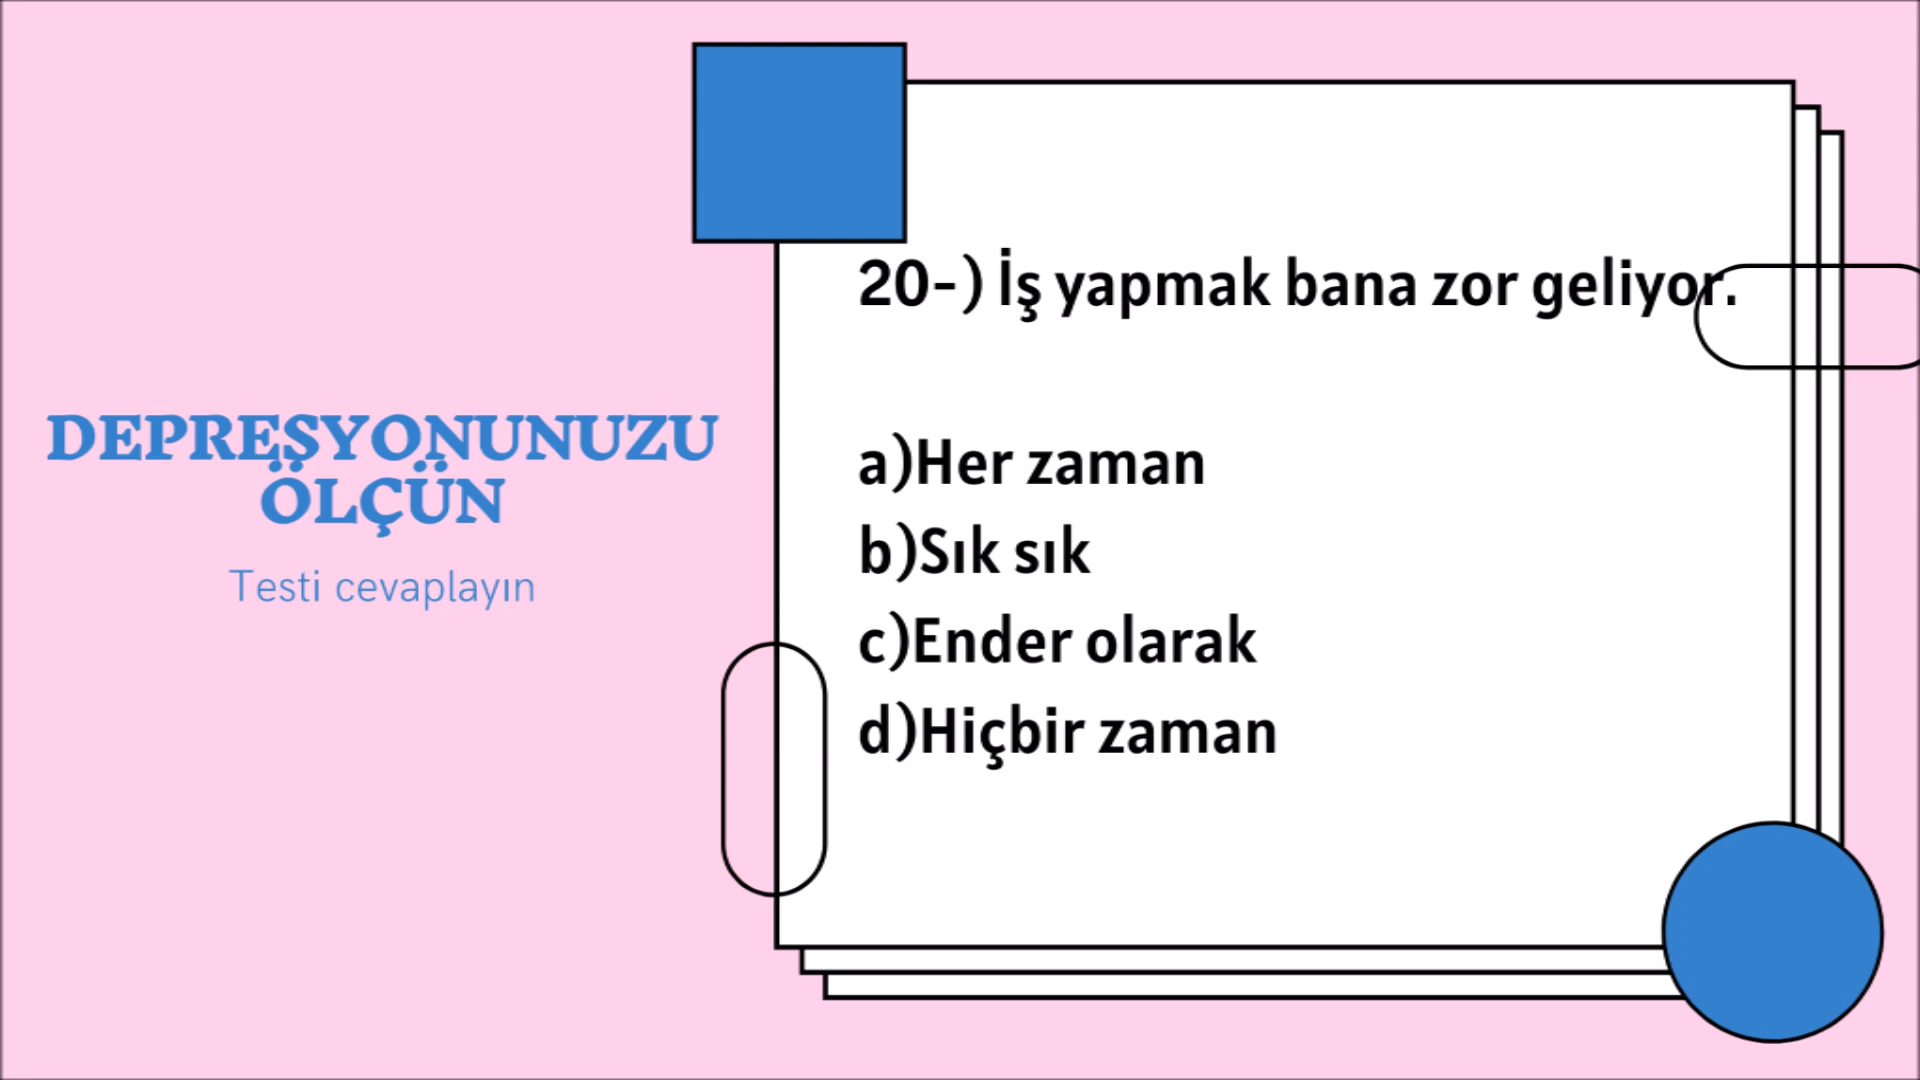 DEPRESYONUNUZU
ÖLÇÜN
Testi cevaplayın
20-) İş yapmak bana zor geliyor.
a)Her zaman
b)Sık sık
c)Ender olarak
d)Hiçbir zaman